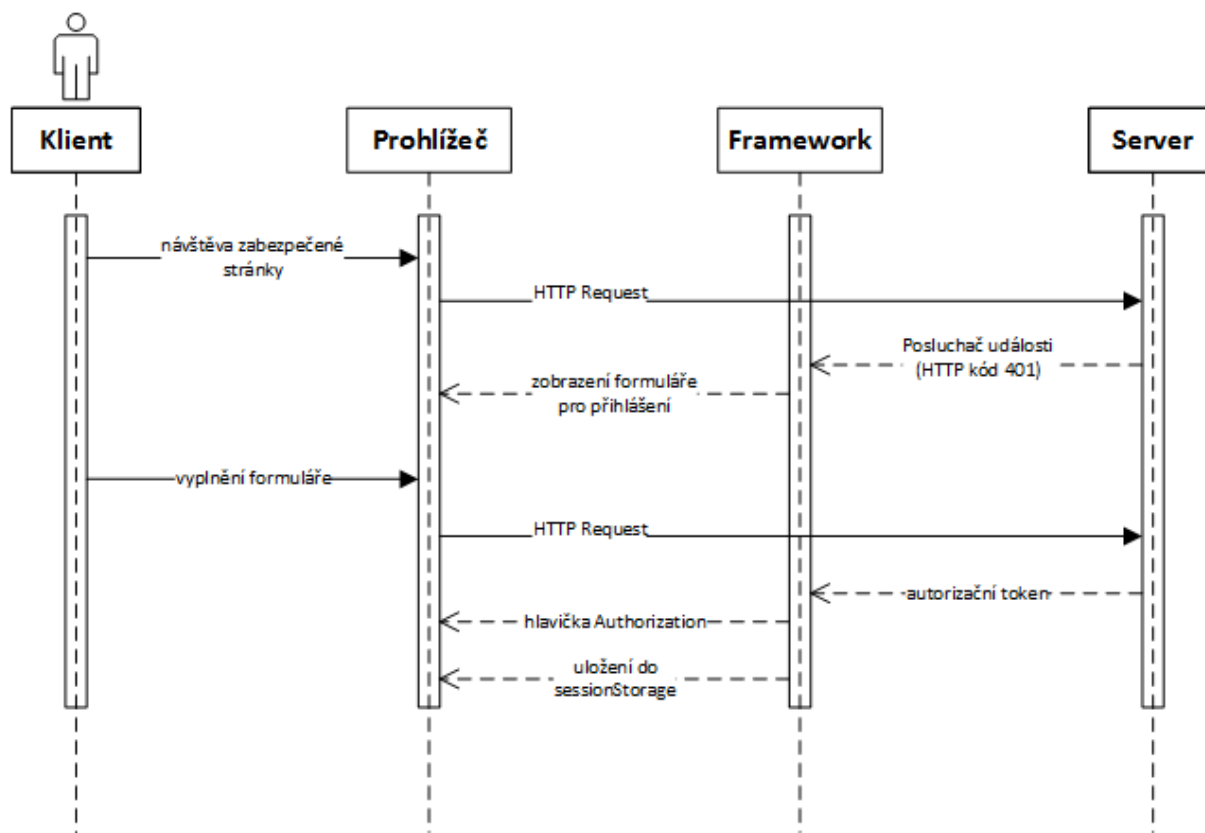 Klient
Prohlížeč
Framework
Server
návštěva zabezpečené
stránky
HTTP Request
Posluchač události
(HTTP kód 401)
zobrazení formuláře
pro přihlášení
vyplnění formuláře
HTTP Request
autorizační token
hlavička Authorization
uložení do
sessionStorage